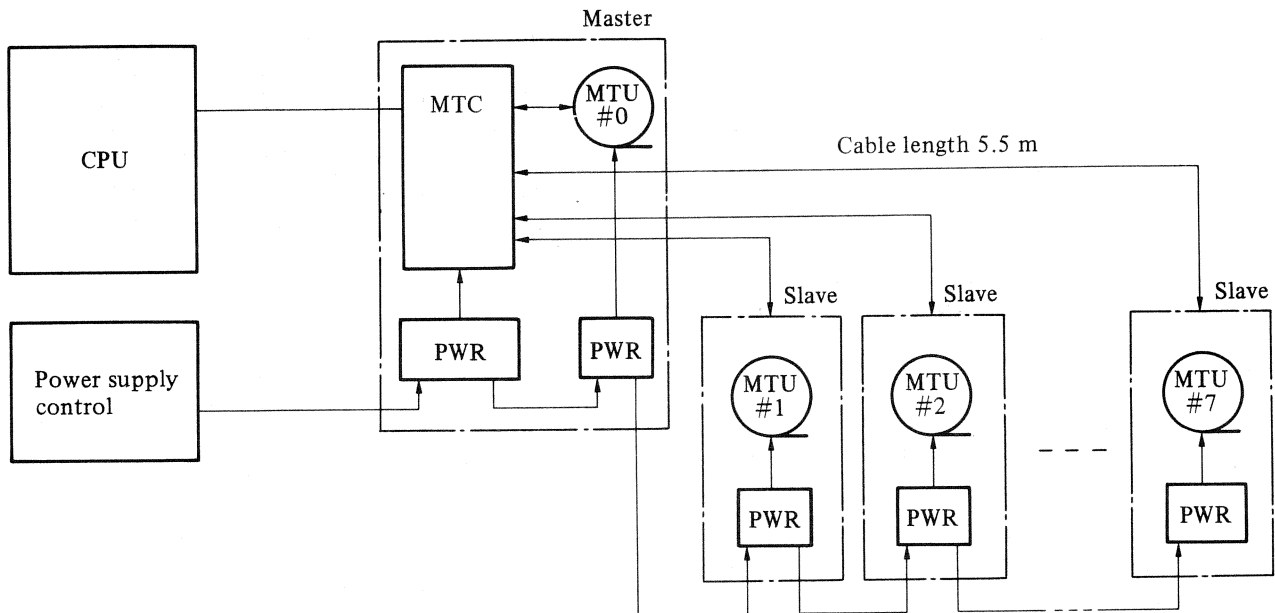 Master
CPU
MTC
MTU
#0
Cable length 5.5 m
Power supply
control
PWR
PWR
Slave
MTU
#1
PWR
Slave
MTU
#2
PWR
Slave
MTU
#7
PWR